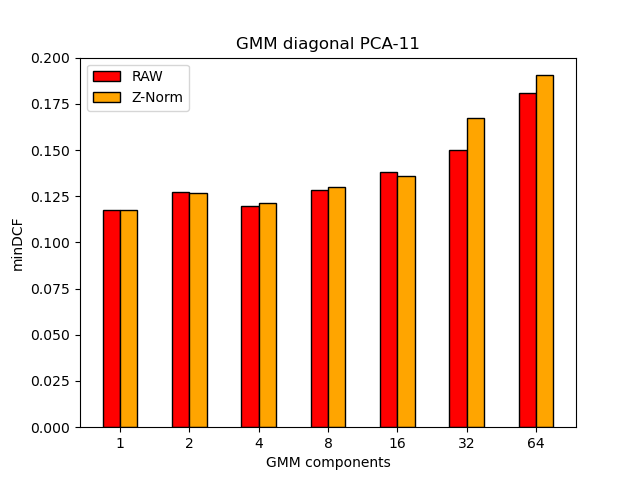 GMM diagonal PCA-11
RAW
Z-Norm
minDCF
0.200
0.175
0.150
0.125
0.100
0.075
0.050
0.025
0.000
1 2 4 8 16 32 64
GMM components